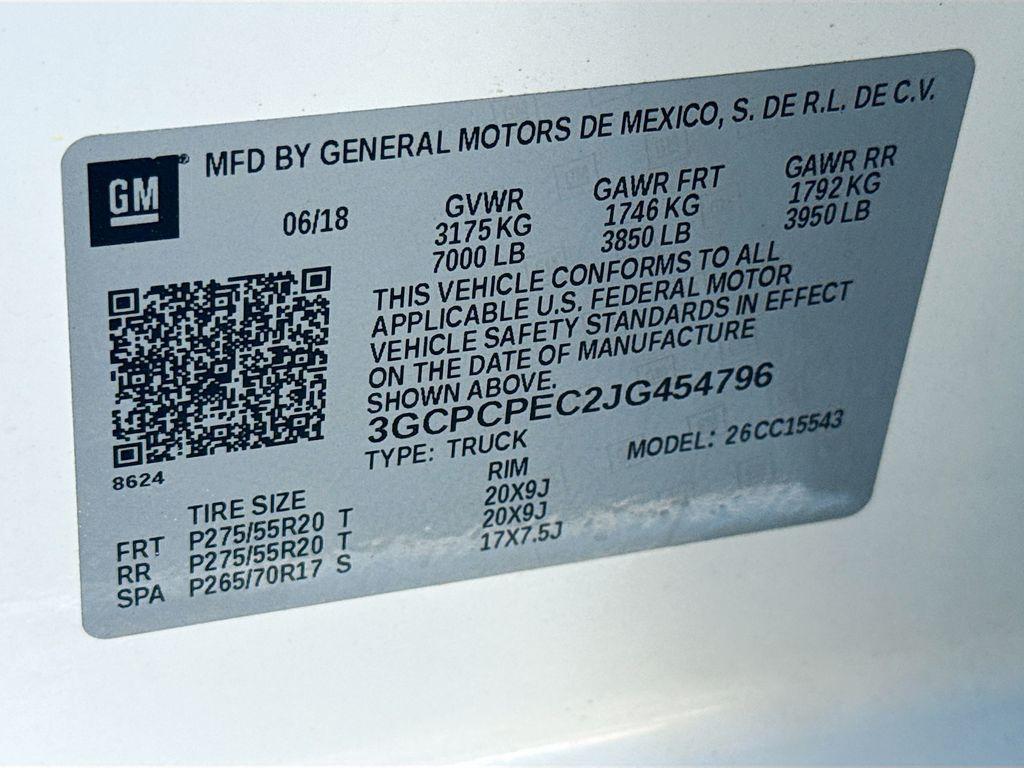 GM® MFD BY GENERAL MOTORS DE MEXICO, S. DE R.L. DE C.V.
06/18
GVWR
3175 KG
7000 LB
GAWR FRT
1746 KG
3850 LB
GAWR RR
1792 KG
3950 LB
THIS VEHICLE CONFORMS TO ALL
APPLICABLE U.S. FEDERAL MOTOR
VEHICLE SAFETY STANDARDS IN EFFECT
ON THE DATE OF MANUFACTURE
SHOWN ABOVE.
3GCPCPEC2JG454796
TYPE: TRUCK MODEL: 26CC15543
8624
TIRE SIZE RIM
FRT P275/55R20 T 20X9J
RR P275/55R20 T 20X9J
SPA P265/70R17 S 17X7.5J